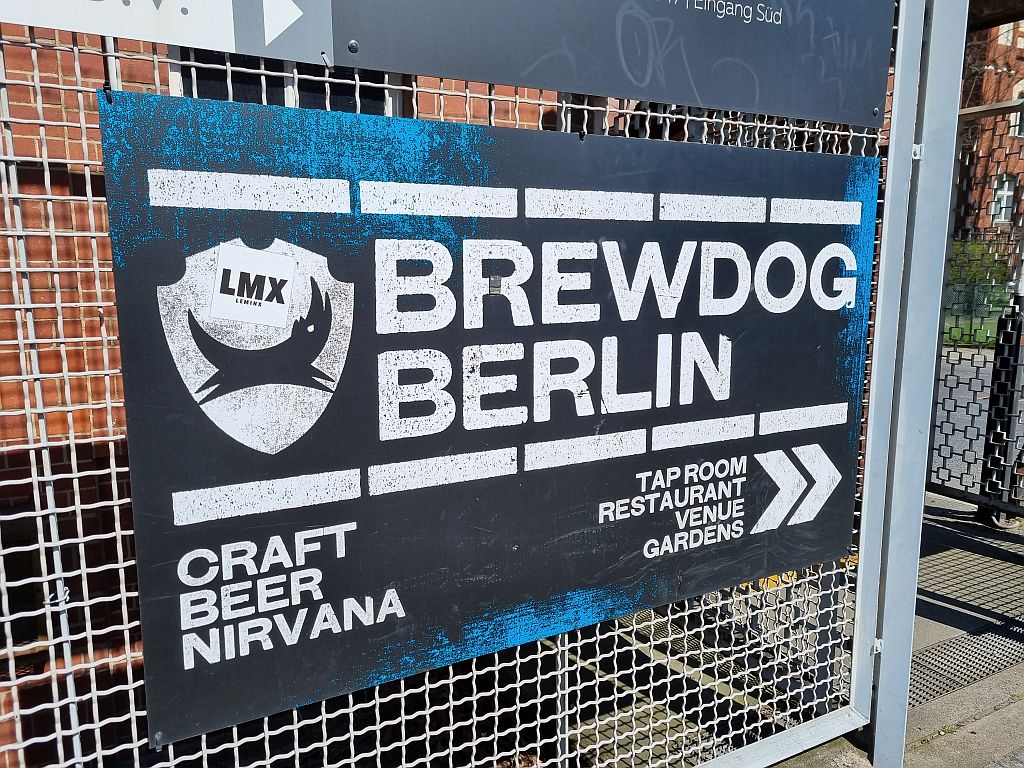 Eingang Süd
LMX
LEMINX
BREWDOG
BERLIN
TAP ROOM
RESTAURANT
VENUE
GARDENS
CRAFT
BEER
NIRVANA